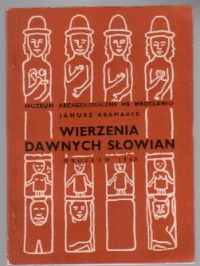 MUZEUM ARCHEOLOGICZNE WE WROCŁAWIU
JANUSZ KRAMAREK
WIERZENIA
DAWNYCH SŁOWIAN
WROCŁAW